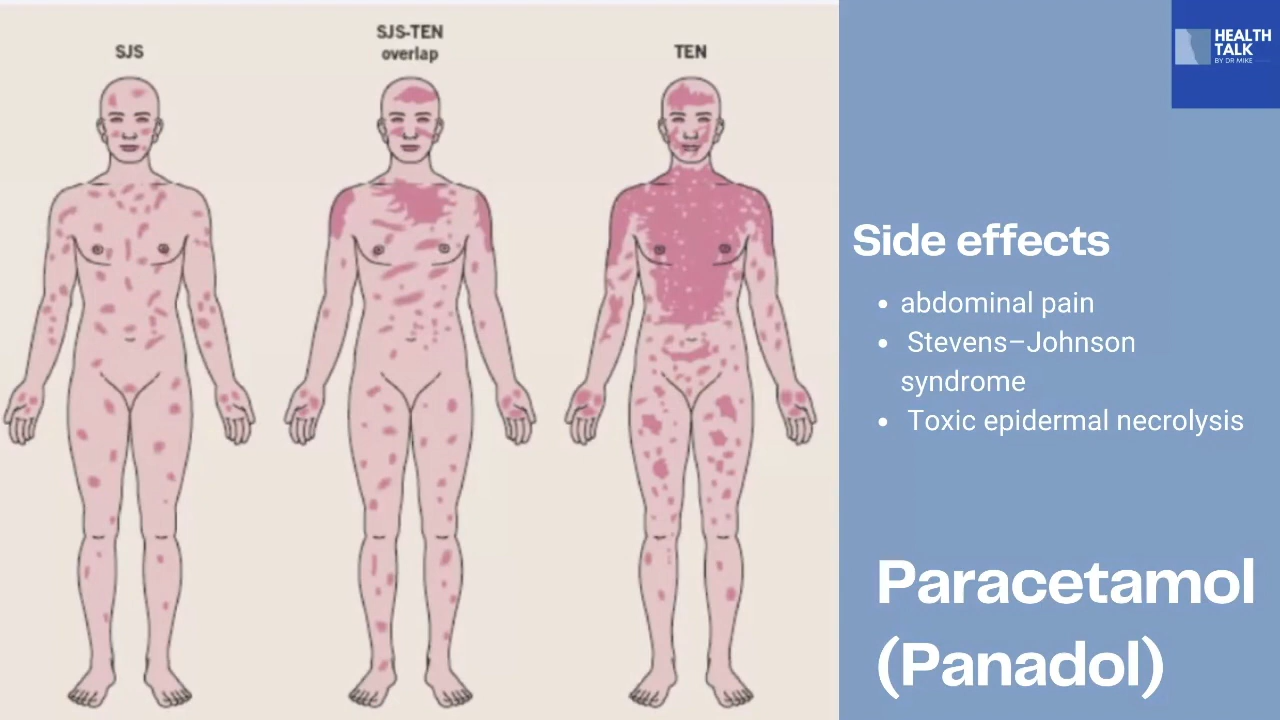 SJS
SJS-TEN
overlap
TEN
HEALTH
TALK
BY DR MIKE
Side effects
• abdominal pain
• Stevens–Johnson
syndrome
• Toxic epidermal necrolysis
Paracetamol
(Panadol)